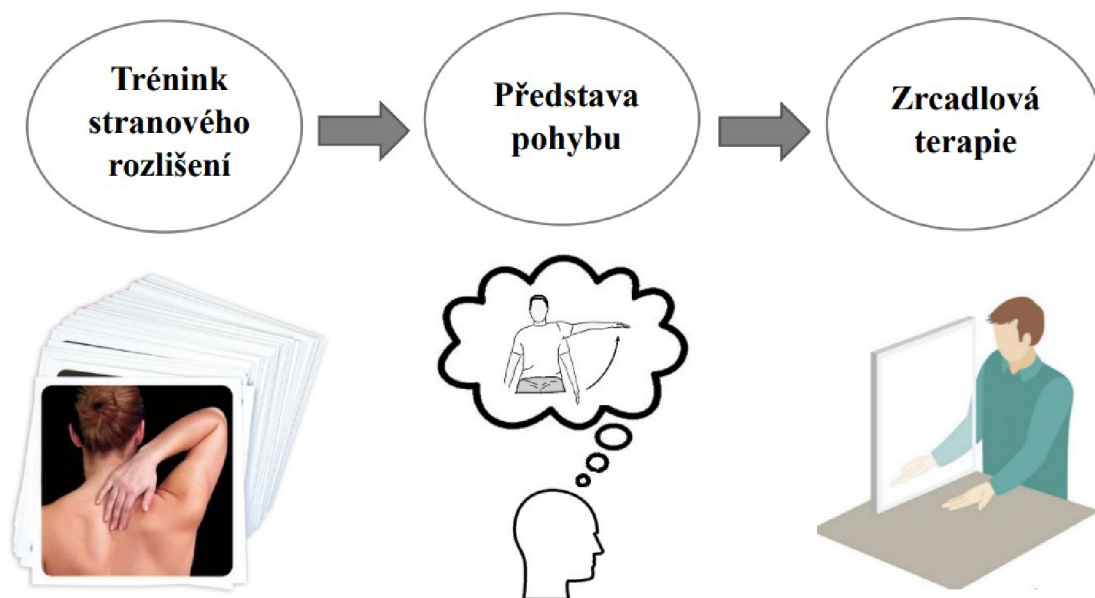 Trénink
stranového
rozlišení
Představa
pohybu
Zrcadlová
terapie